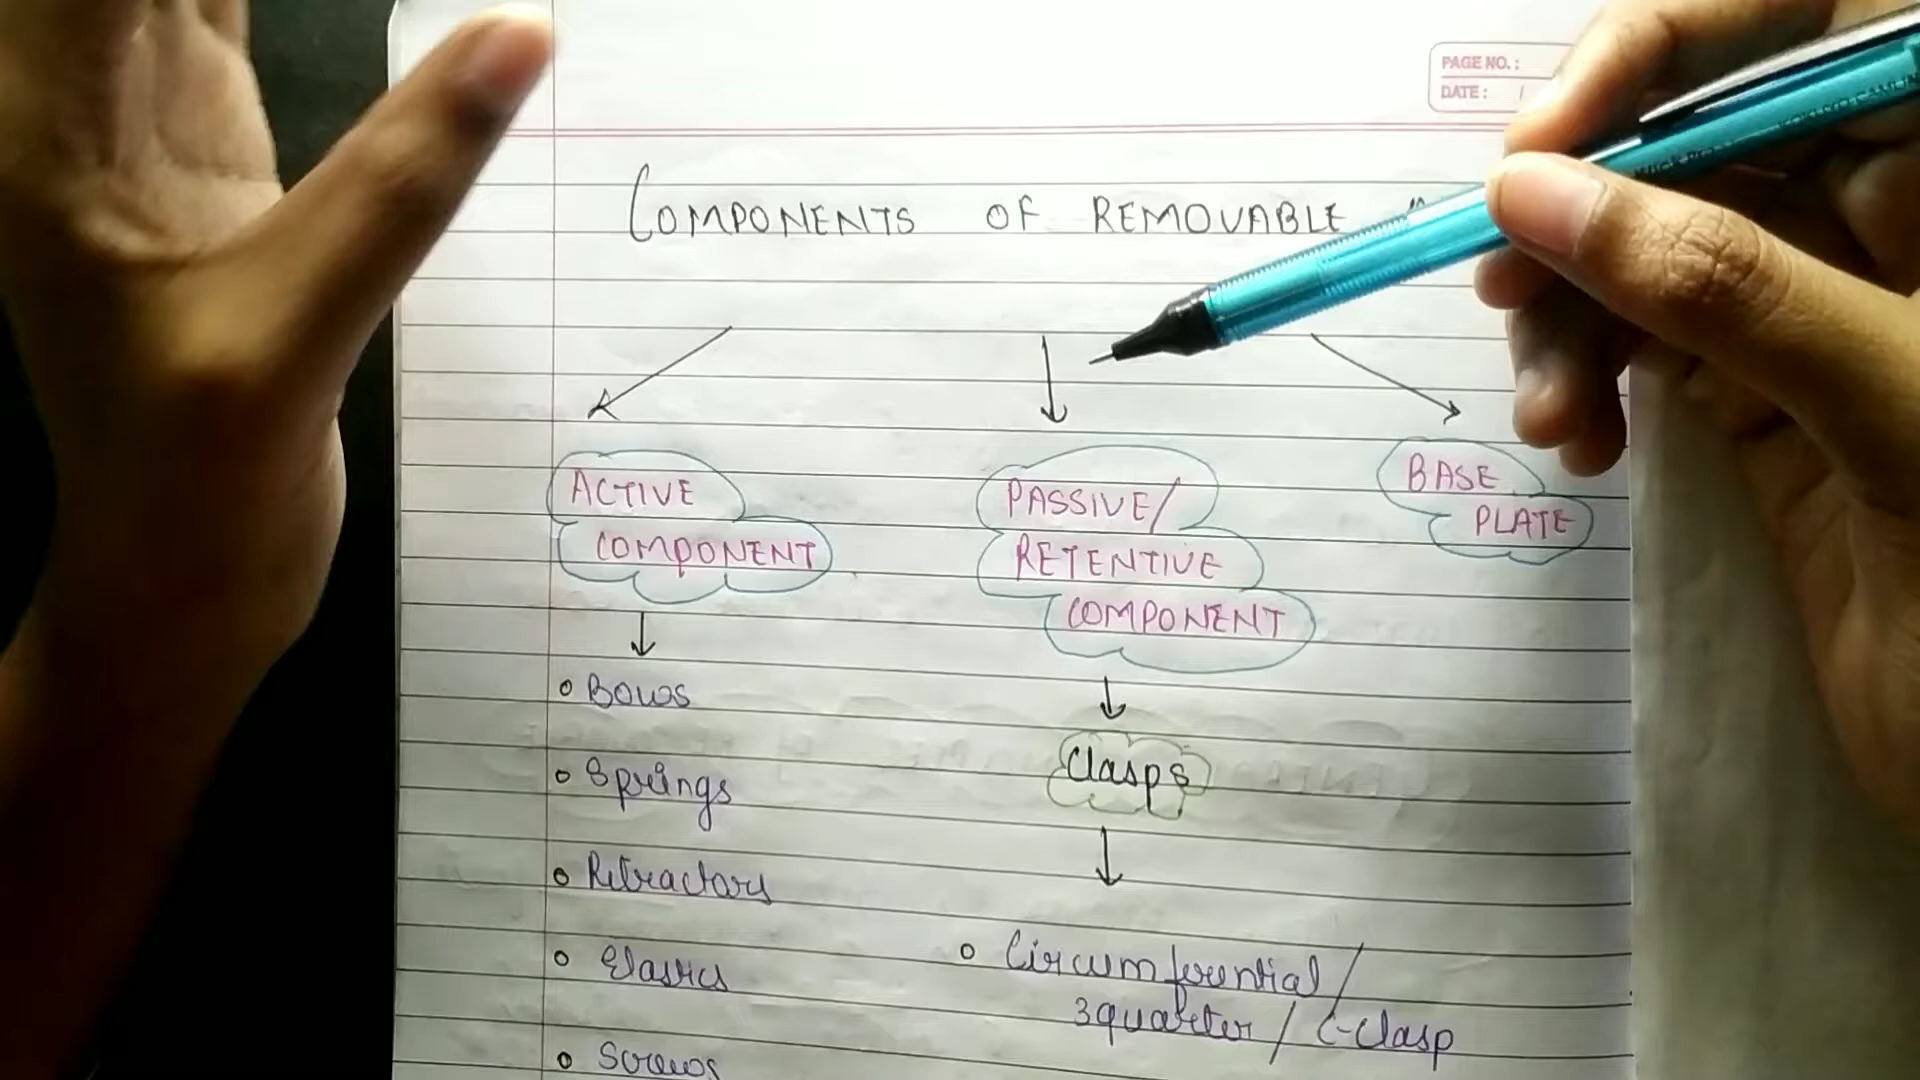 PAGE NO. :
DATE : /
COMPONENTS OF REMOVABLE
ACTIVE
COMPONENT
PASSIVE/
RETENTIVE
COMPONENT
BASE
PLATE
Bows
Springs
Retractors
Elastics
Screws
Clasps
Circumferential /
3quarter / C-Clasp